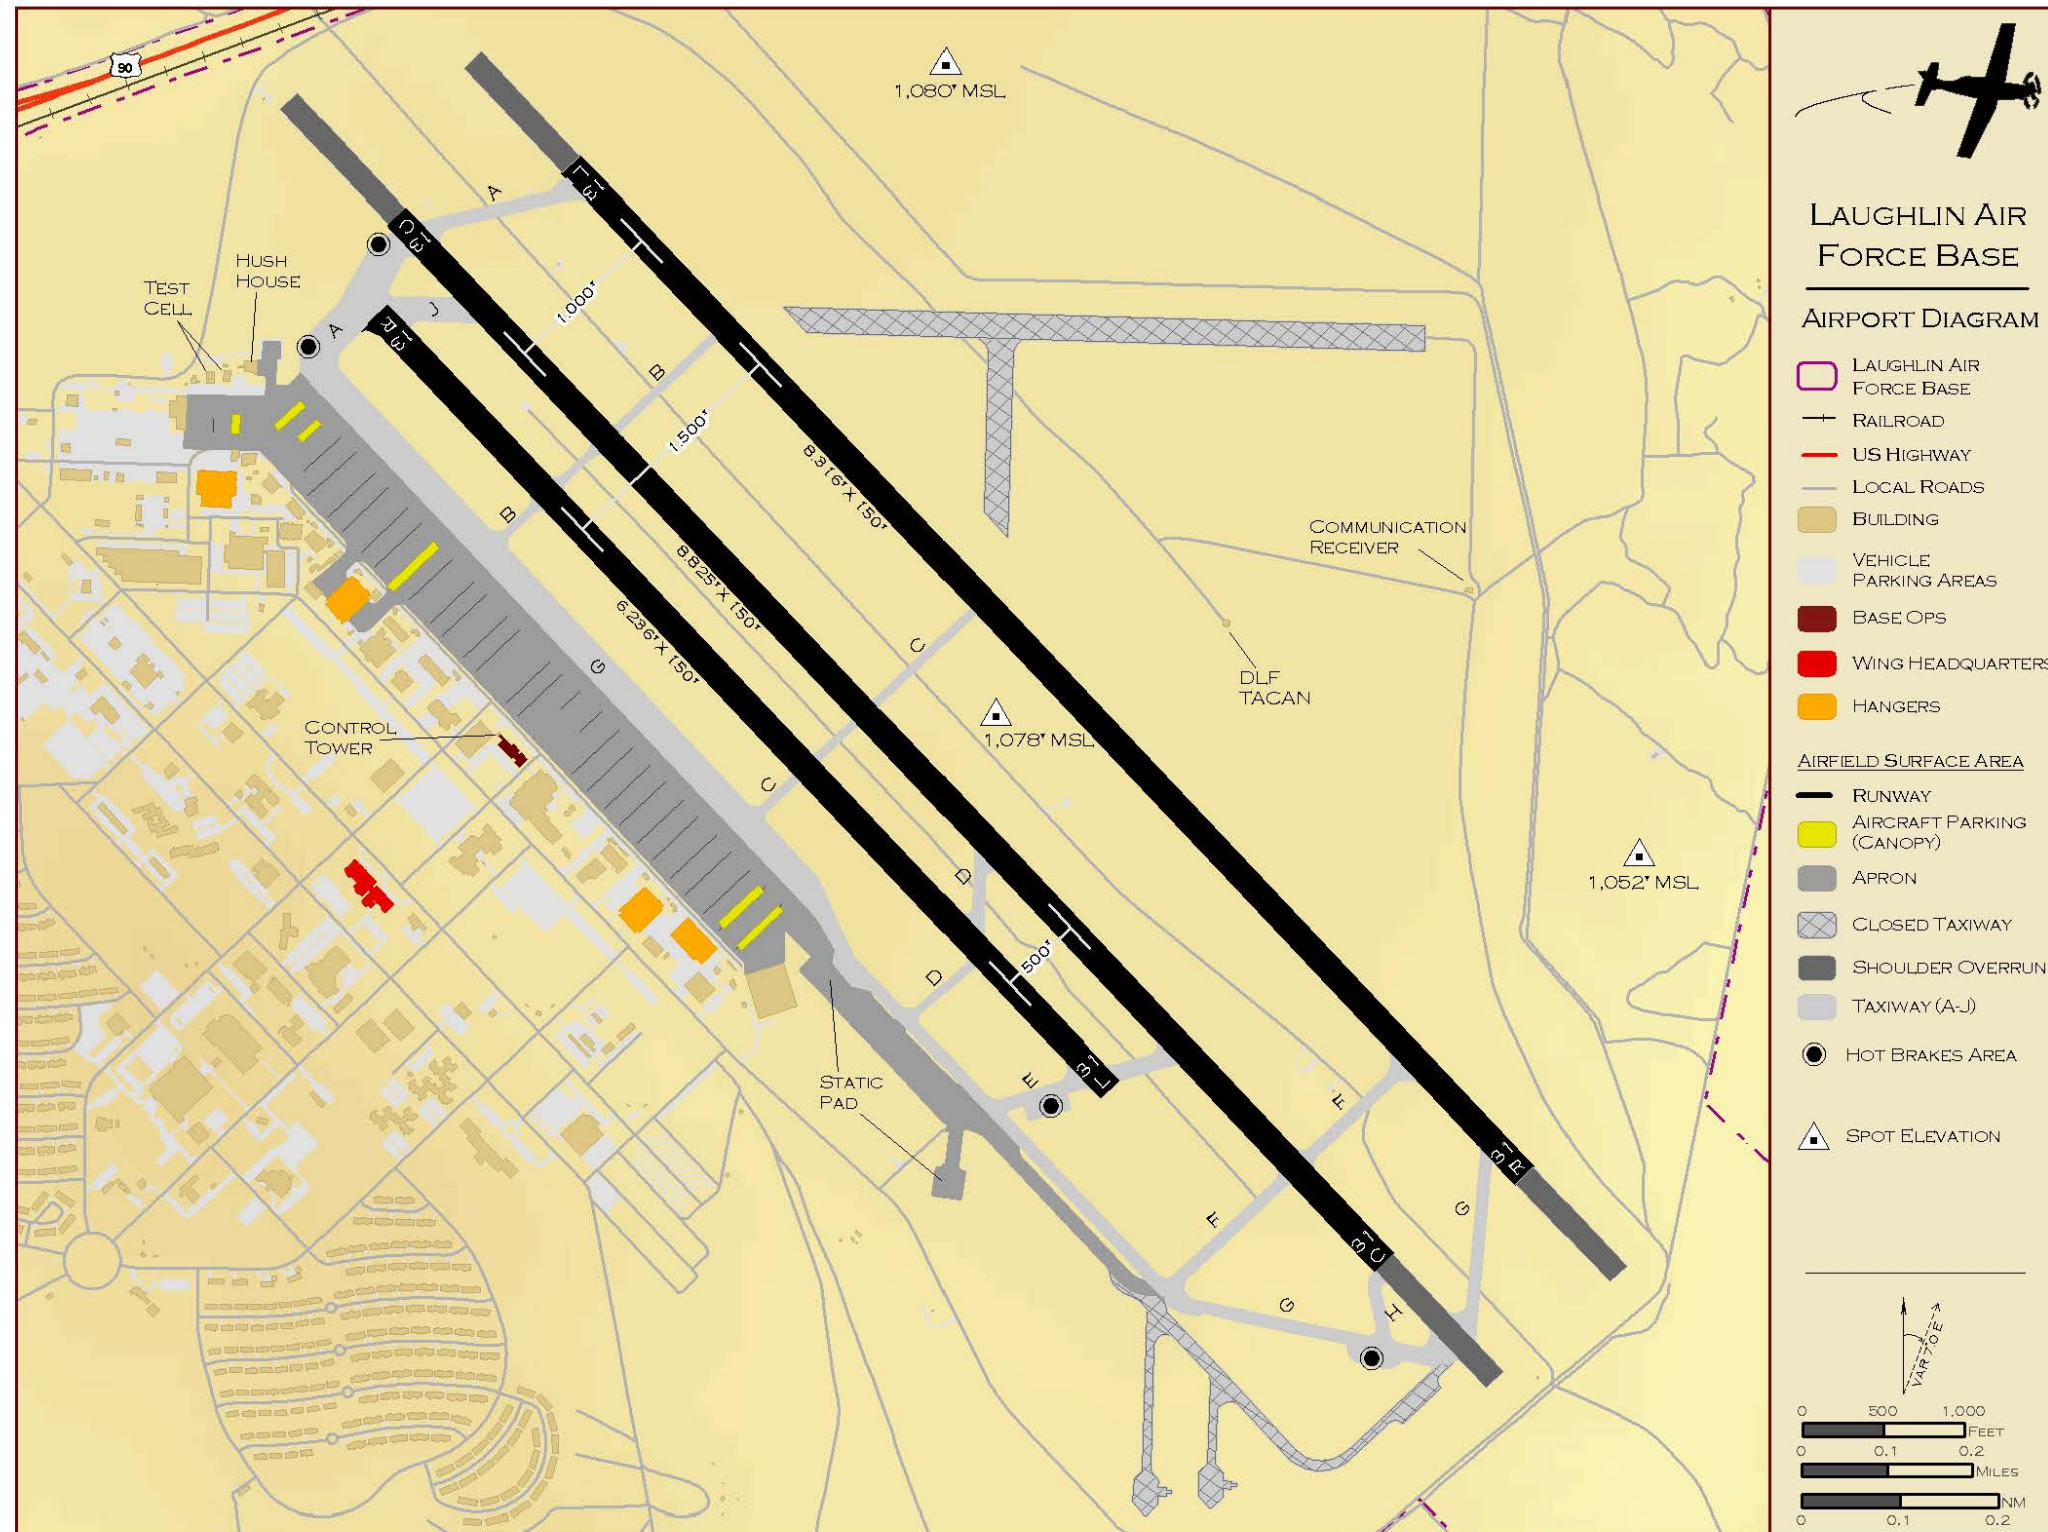 90
1,080' MSL
L
13
A
C
13
HUSH
HOUSE
TEST
CELL
J
R
13
A
1,000'
B
1,500'
8,316' X 150'
B
8,825' X 150'
COMMUNICATION
RECEIVER
6,236' X 150'
G
C
DLF
TACAN
1,078' MSL
CONTROL
TOWER
C
D
1,052' MSL
500'
D
31
L
E
STATIC
PAD
F
31
R
F
G
31
C
G
H
LAUGHLIN AIR
FORCE BASE
AIRPORT DIAGRAM
LAUGHLIN AIR
FORCE BASE
RAILROAD
US HIGHWAY
LOCAL ROADS
BUILDING
VEHICLE
PARKING AREAS
BASE OPS
WING HEADQUARTERS
HANGERS
AIRFIELD SURFACE AREA
RUNWAY
AIRCRAFT PARKING
(CANOPY)
APRON
CLOSED TAXIWAY
SHOULDER OVERRUN
TAXIWAY (A-J)
HOT BRAKES AREA
SPOT ELEVATION
VAR 7.0 E
0 500 1,000
FEET
0 0.1 0.2
MILES
NM
0 0.1 0.2